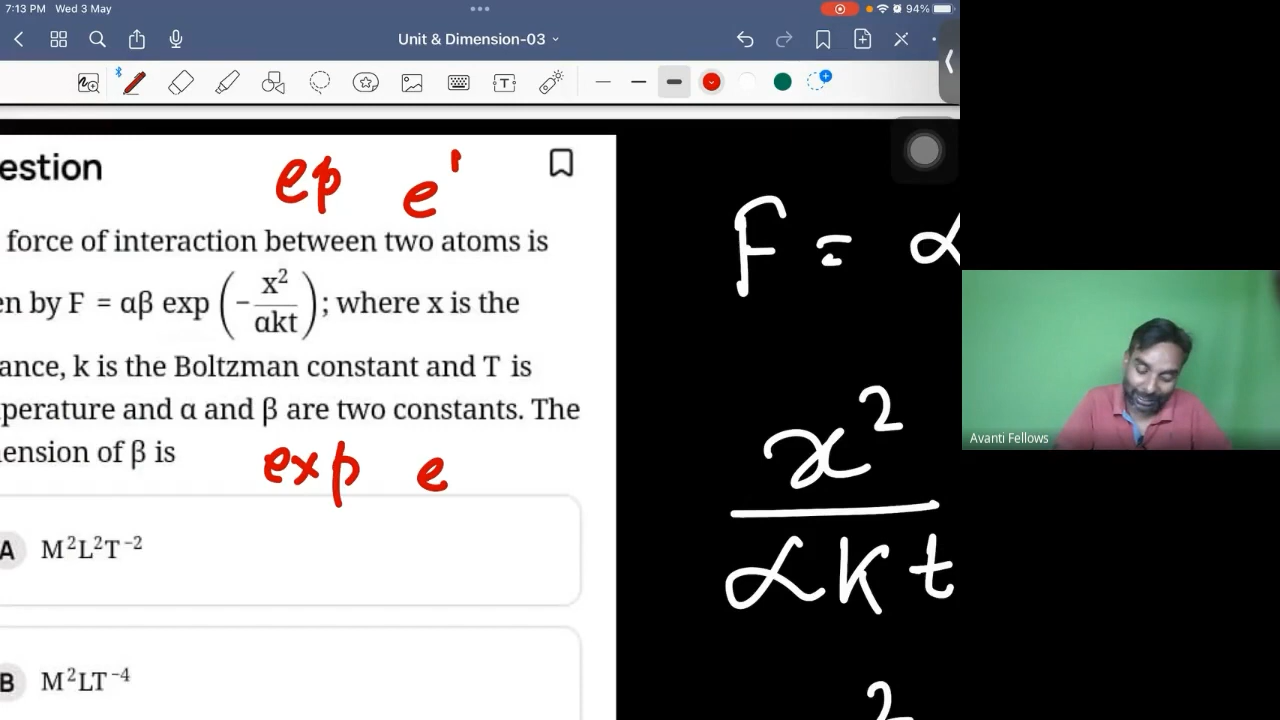 7:13 PM Wed 3 May
94%
Unit & Dimension-03
estion
ep e'
force of interaction between two atoms is
en by F = αβ exp (-x²/αkt); where x is the
ance, k is the Boltzman constant and T is
perature and α and β are two constants. The
ension of β is
exp e
A M²L²T⁻²
B M²LT⁻⁴
F = α
x²
αkt
2
Avanti Fellows